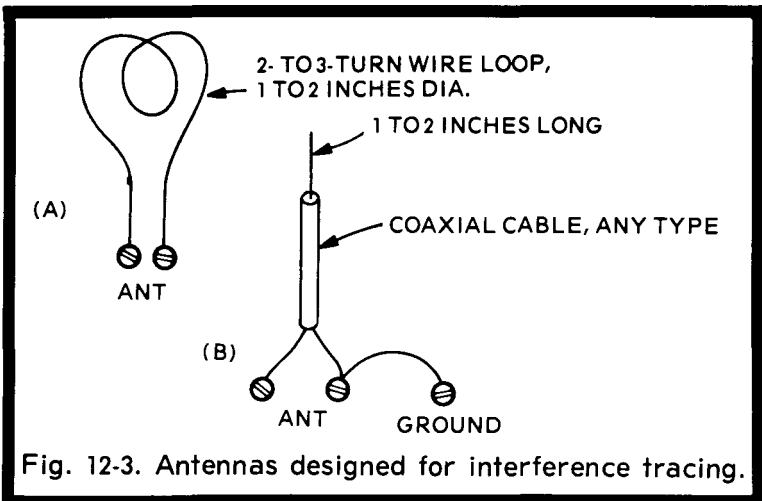 2- TO 3-TURN WIRE LOOP,
1 TO 2 INCHES DIA.
1 TO 2 INCHES LONG
(A)
COAXIAL CABLE, ANY TYPE
ANT
(B)
ANT
GROUND
Fig. 12-3. Antennas designed for interference tracing.